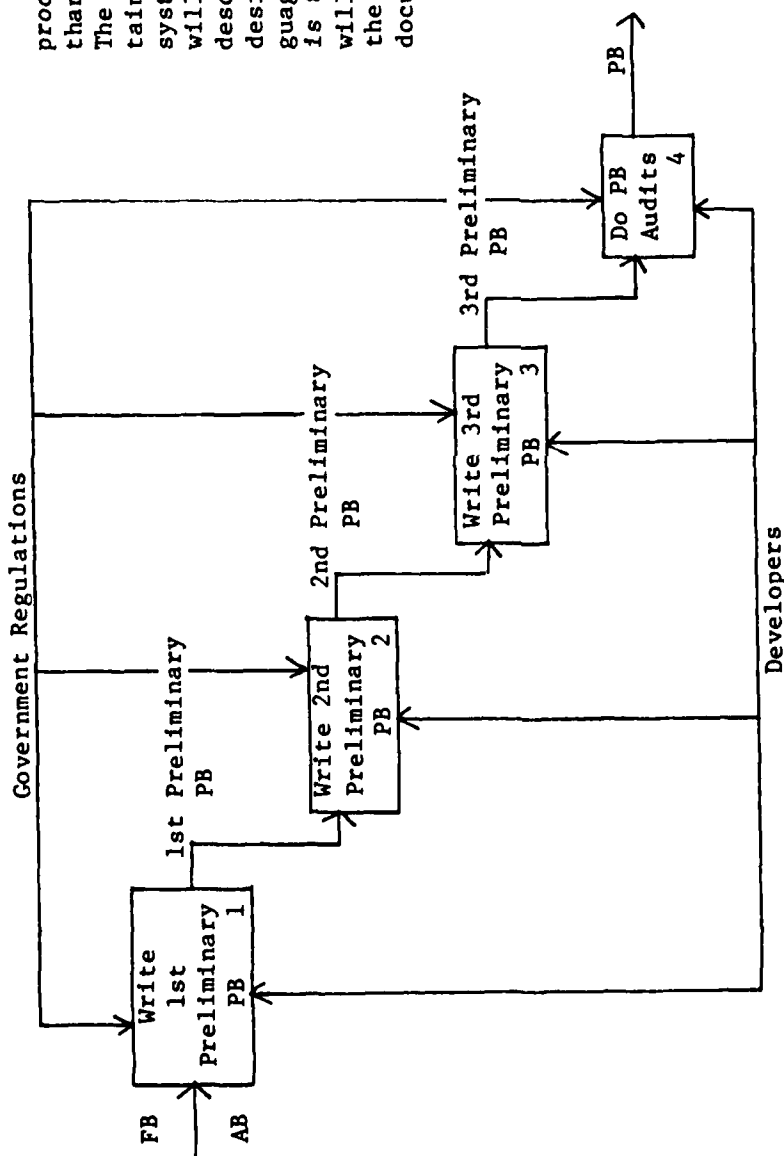 Government Regulations
FB
AB
Write
1st
Preliminary
PB 1
1st Preliminary
PB
Write 2nd
Preliminary
PB 2
2nd Preliminary
PB
Write 3rd
Preliminary
PB 3
3rd Preliminary
PB
Do PB
Audits
4
PB
Developers
than
The
tain
syst
will
desc
desi
guag
is
will
the
docu